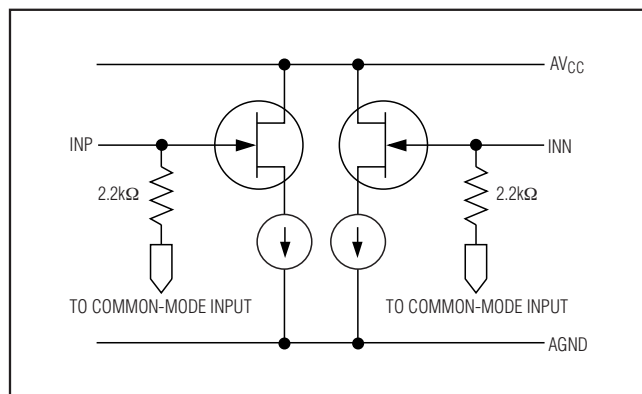 AVCC
INP
INN
2.2kΩ
2.2kΩ
TO COMMON-MODE INPUT
TO COMMON-MODE INPUT
AGND